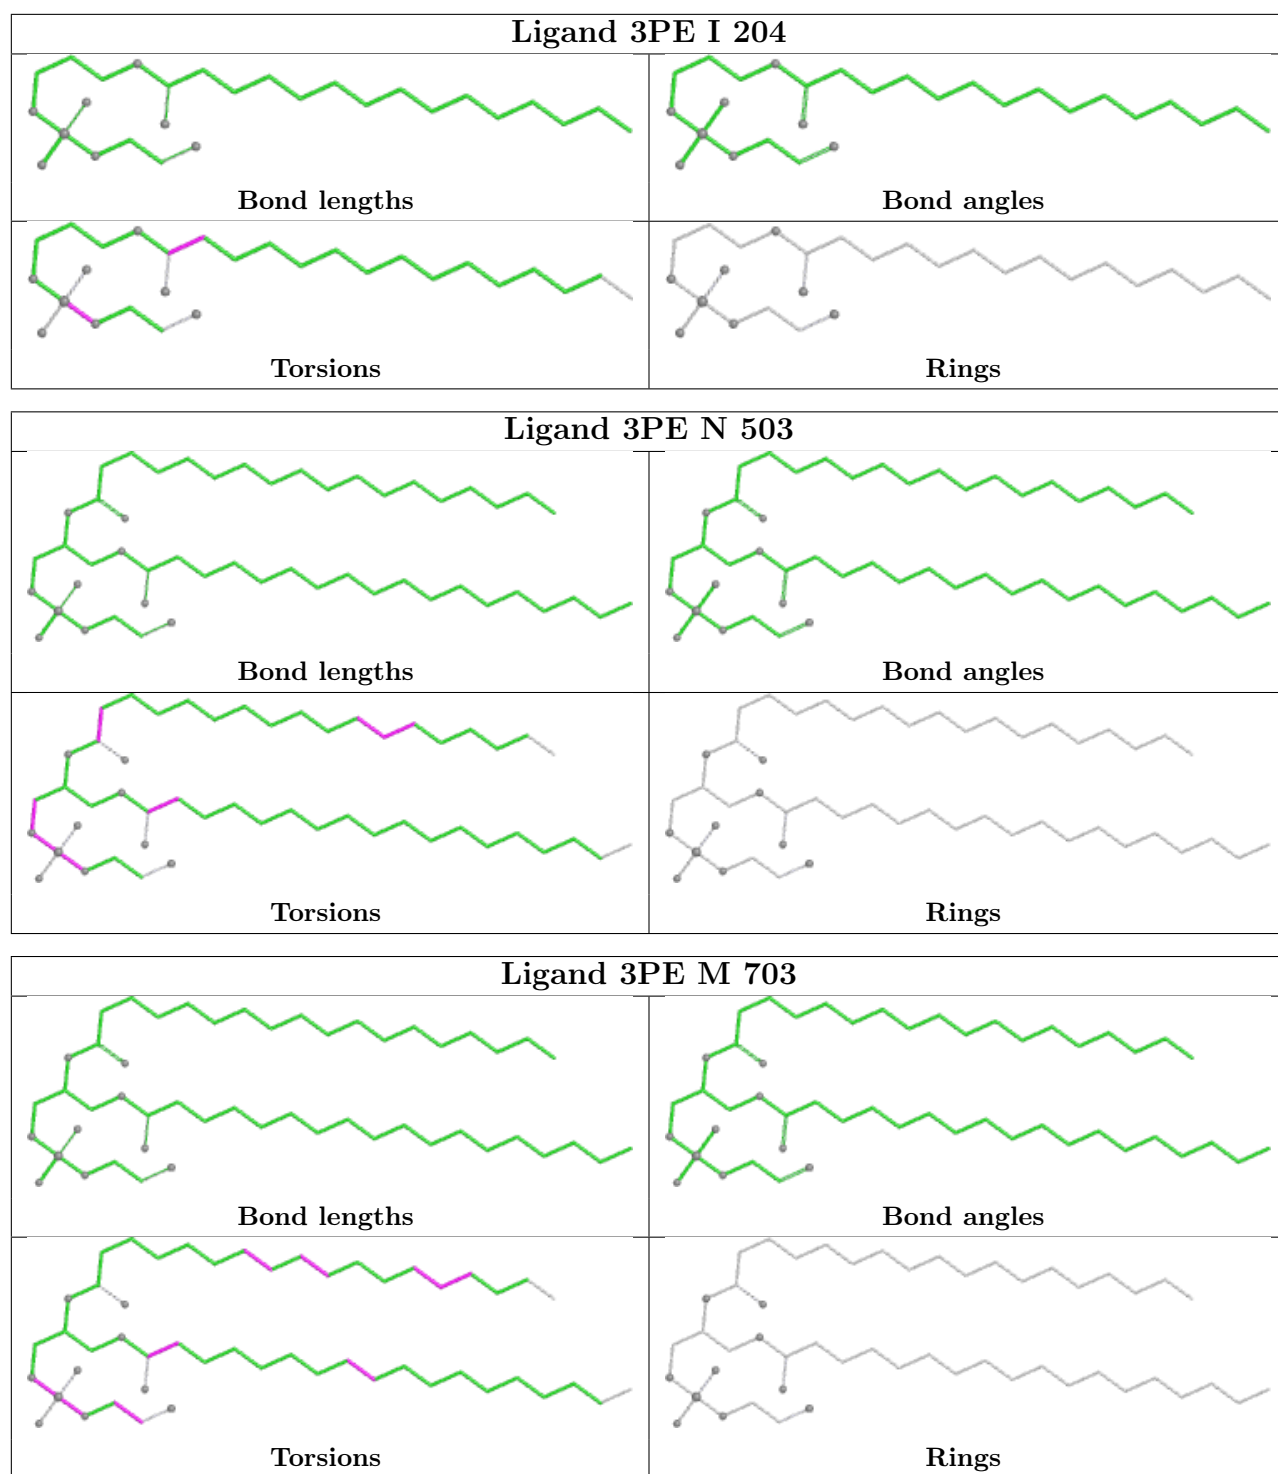 Ligand 3PE I 204
Bond lengths
Bond angles
Torsions
Rings
Ligand 3PE N 503
Bond lengths
Bond angles
Torsions
Rings
Ligand 3PE M 703
Bond lengths
Bond angles
Torsions
Rings